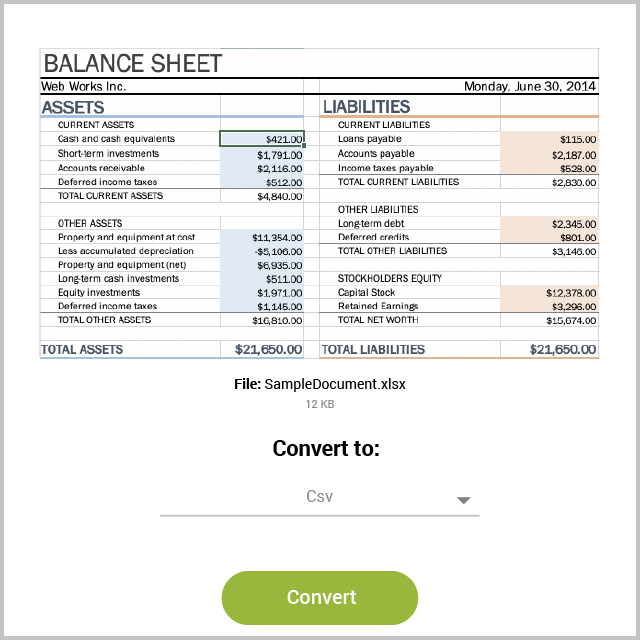 BALANCE SHEET
Web Works Inc. Monday, June 30, 2014
ASSETS LIABILITIES
CURRENT ASSETS CURRENT LIABILITIES
Cash and cash equivalents $421.00 Loans payable $115.00
Short-term investments $1,791.00 Accounts payable $2,187.00
Accounts receivable $2,116.00 Income taxes payable $528.00
Deferred income taxes $512.00 TOTAL CURRENT LIABILITIES $2,830.00
TOTAL CURRENT ASSETS $4,840.00
OTHER LIABILITIES
OTHER ASSETS Long-term debt $2,345.00
Property and equipment at cost $11,354.00 Deferred credits $801.00
Less accumulated depreciation -$5,106.00 TOTAL OTHER LIABILITIES $3,146.00
Property and equipment (net) $6,935.00
Long-term cash investments $511.00 STOCKHOLDERS EQUITY
Equity investments $1,971.00 Capital Stock $12,378.00
Deferred income taxes $1,145.00 Retained Earnings $3,296.00
TOTAL OTHER ASSETS $16,810.00 TOTAL NET WORTH $15,674.00
TOTAL ASSETS $21,650.00 TOTAL LIABILITIES $21,650.00
File: SampleDocument.xlsx
12 KB
Convert to:
Csv
Convert